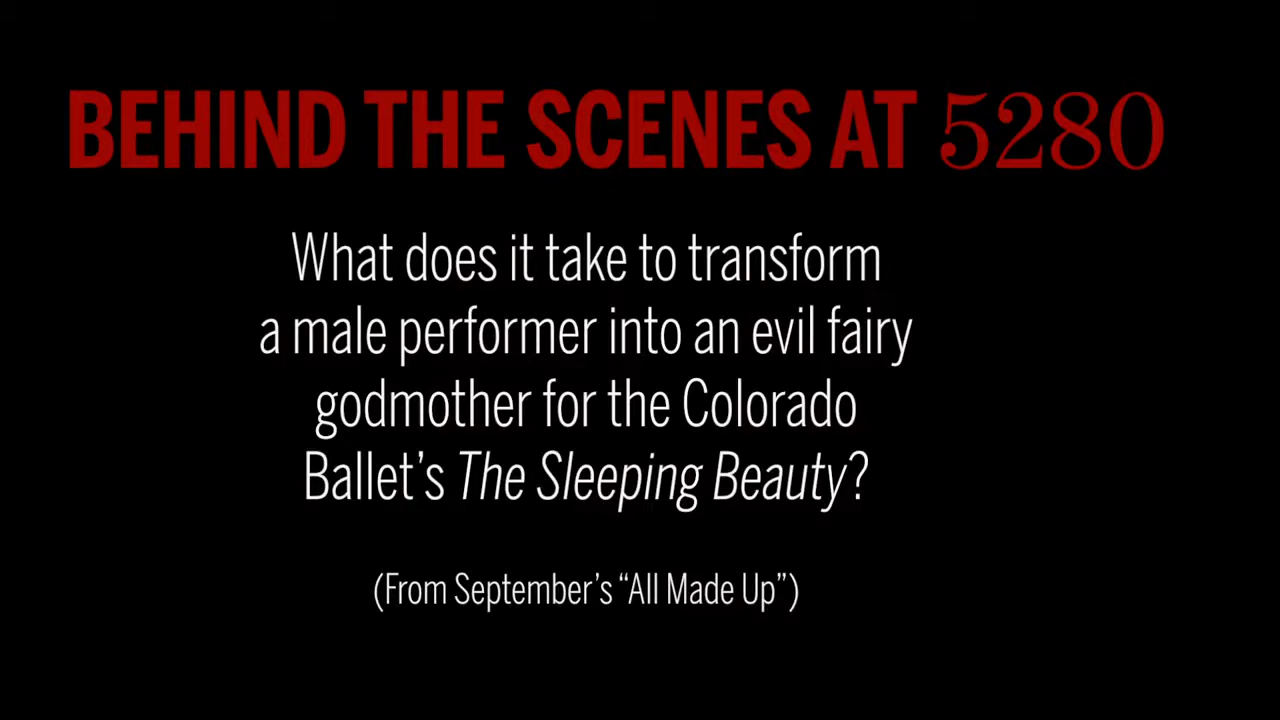 BEHIND THE SCENES AT 5280
What does it take to transform
a male performer into an evil fairy
godmother for the Colorado
Ballet’s The Sleeping Beauty?
(From September’s “All Made Up”)